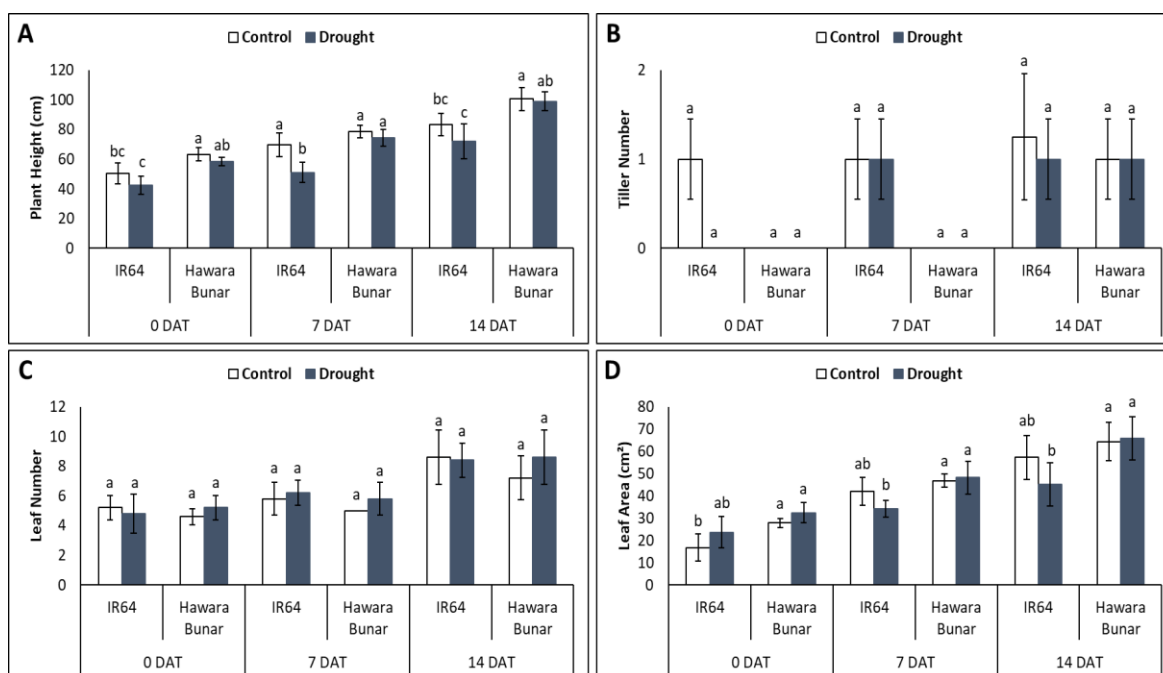 A
Control Drought
Plant Height (cm)
120
100
80
60
40
20
0
bc c a ab a b a a bc c a ab
IR64 Hawara Bunar IR64 Hawara Bunar IR64 Hawara Bunar
0 DAT 7 DAT 14 DAT
B
Control Drought
Tiller Number
2
1
0
a a a a a a a a a a a a
IR64 Hawara Bunar IR64 Hawara Bunar IR64 Hawara Bunar
0 DAT 7 DAT 14 DAT
C
Control Drought
Leaf Number
12
10
8
6
4
2
0
a a a a a a a a a a a a
IR64 Hawara Bunar IR64 Hawara Bunar IR64 Hawara Bunar
0 DAT 7 DAT 14 DAT
D
Control Drought
Leaf Area (cm²)
80
70
60
50
40
30
20
10
0
b ab a a ab b a a ab b a a
IR64 Hawara Bunar IR64 Hawara Bunar IR64 Hawara Bunar
0 DAT 7 DAT 14 DAT